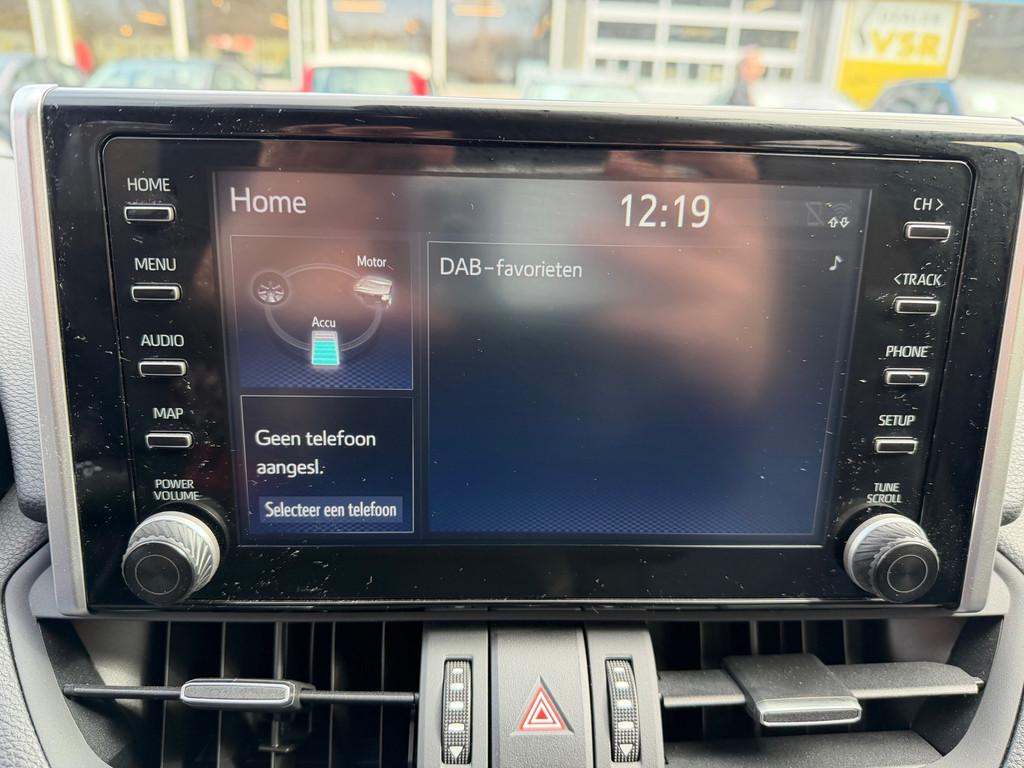 VSR
HOME
MENU
AUDIO
MAP
POWER
VOLUME
Home
12:19
Motor
Accu
DAB-favorieten
Geen telefoon
aangesl.
Selecteer een telefoon
CH >
< TRACK
PHONE
SETUP
TUNE
SCROLL